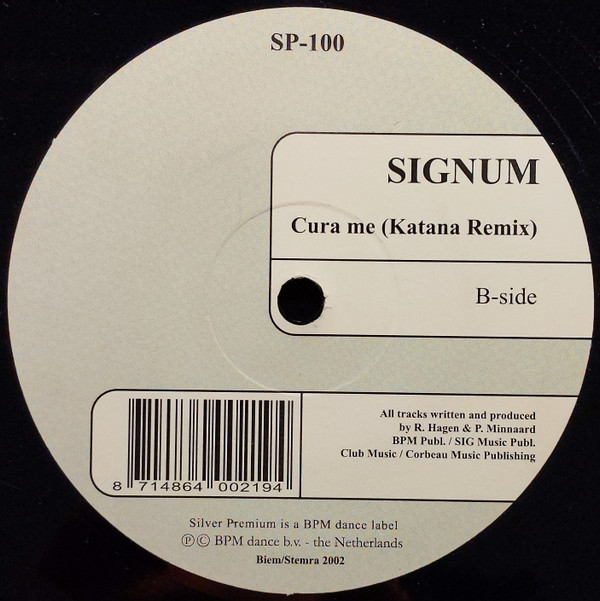 SP-100
SIGNUM
Cura me (Katana Remix)
B-side
All tracks written and produced
by R. Hagen & P. Minnaard
BPM Publ. / SIG Music Publ.
Club Music / Corbeau Music Publishing
8 714864 002194
Silver Premium is a BPM dance label
℗ © BPM dance b.v. - the Netherlands
Biem/Stemra 2002